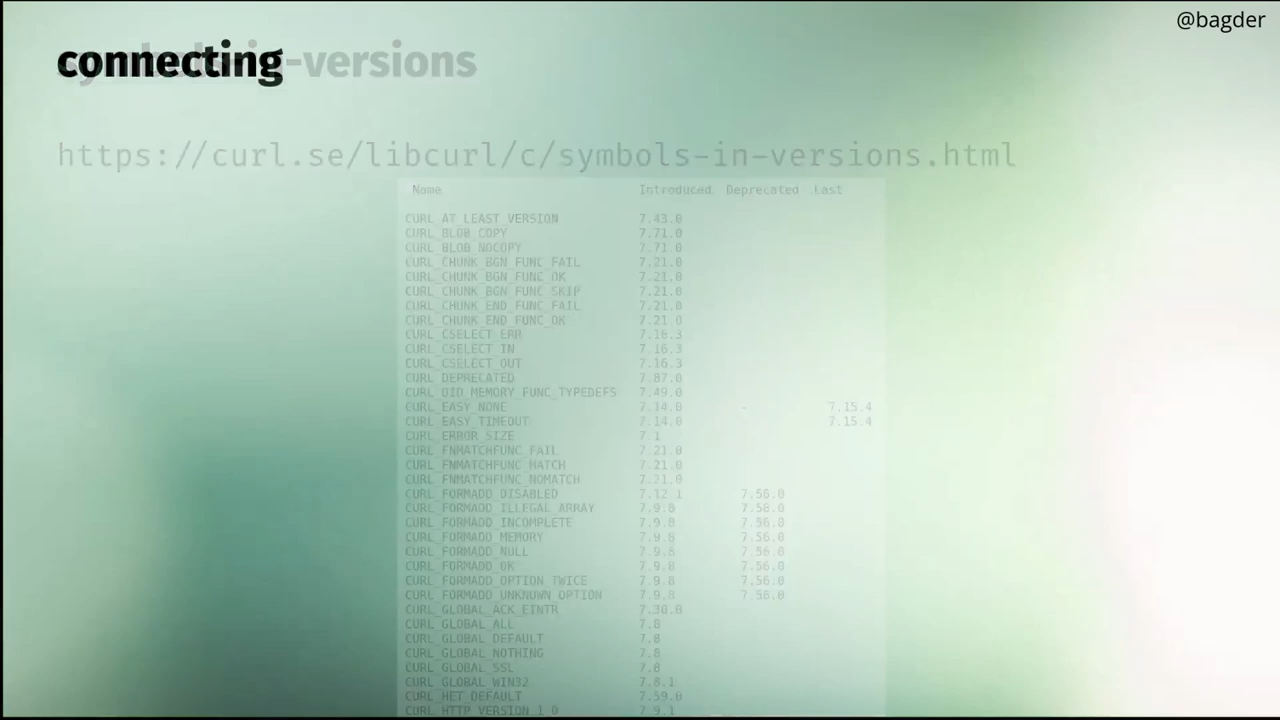 @bagder
connecting
symbols-in-versions
https://curl.se/libcurl/c/symbols-in-versions.html
Name Introduced Deprecated Last
CURL_AT_LEAST_VERSION 7.43.0
CURL_BLOB_COPY 7.71.0
CURL_BLOB_NOCOPY 7.71.0
CURL_CHUNK_BGN_FUNC_FAIL 7.21.0
CURL_CHUNK_BGN_FUNC_OK 7.21.0
CURL_CHUNK_BGN_FUNC_SKIP 7.21.0
CURL_CHUNK_END_FUNC_FAIL 7.21.0
CURL_CHUNK_END_FUNC_OK 7.21.0
CURL_CSELECT_ERR 7.16.3
CURL_CSELECT_IN 7.16.3
CURL_CSELECT_OUT 7.16.3
CURL_DEPRECATED 7.87.0
CURL_DID_MEMORY_FUNC_TYPEDEFS 7.49.0
CURL_EASY_NONE 7.14.0 - 7.15.4
CURL_EASY_TIMEOUT 7.14.0 - 7.15.4
CURL_ERROR_SIZE 7.1
CURL_FNMATCHFUNC_FAIL 7.21.0
CURL_FNMATCHFUNC_MATCH 7.21.0
CURL_FNMATCHFUNC_NOMATCH 7.21.0
CURL_FORMADD_DISABLED 7.12.1 7.56.0
CURL_FORMADD_ILLEGAL_ARRAY 7.9.8 7.56.0
CURL_FORMADD_INCOMPLETE 7.9.8 7.56.0
CURL_FORMADD_MEMORY 7.9.8 7.56.0
CURL_FORMADD_NULL 7.9.8 7.56.0
CURL_FORMADD_OK 7.9.8 7.56.0
CURL_FORMADD_OPTION_TWICE 7.9.8 7.56.0
CURL_FORMADD_UNKNOWN_OPTION 7.9.8 7.56.0
CURL_GLOBAL_ACK_EINTR 7.30.0
CURL_GLOBAL_ALL 7.8
CURL_GLOBAL_DEFAULT 7.8
CURL_GLOBAL_NOTHING 7.8
CURL_GLOBAL_SSL 7.8
CURL_GLOBAL_WIN32 7.8.1
CURL_HET_DEFAULT 7.59.0
CURL_HTTP_VERSION_1_0 7.9.1